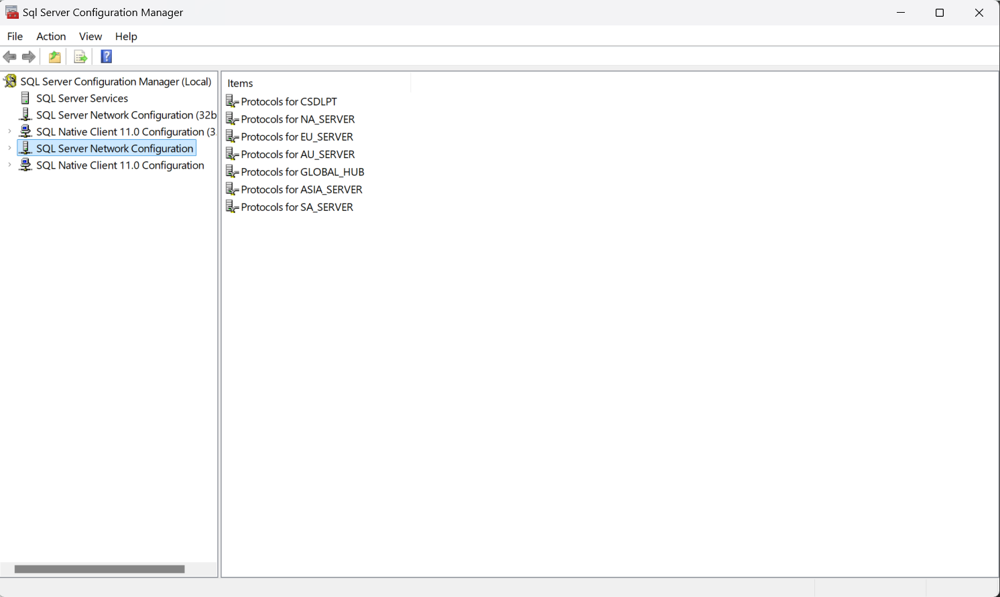 Sql Server Configuration Manager
File Action View Help
SQL Server Configuration Manager (Local)
SQL Server Services
SQL Server Network Configuration (32b
SQL Native Client 11.0 Configuration (3
SQL Server Network Configuration
SQL Native Client 11.0 Configuration
Items
Protocols for CSDLPT
Protocols for NA_SERVER
Protocols for EU_SERVER
Protocols for AU_SERVER
Protocols for GLOBAL_HUB
Protocols for ASIA_SERVER
Protocols for SA_SERVER